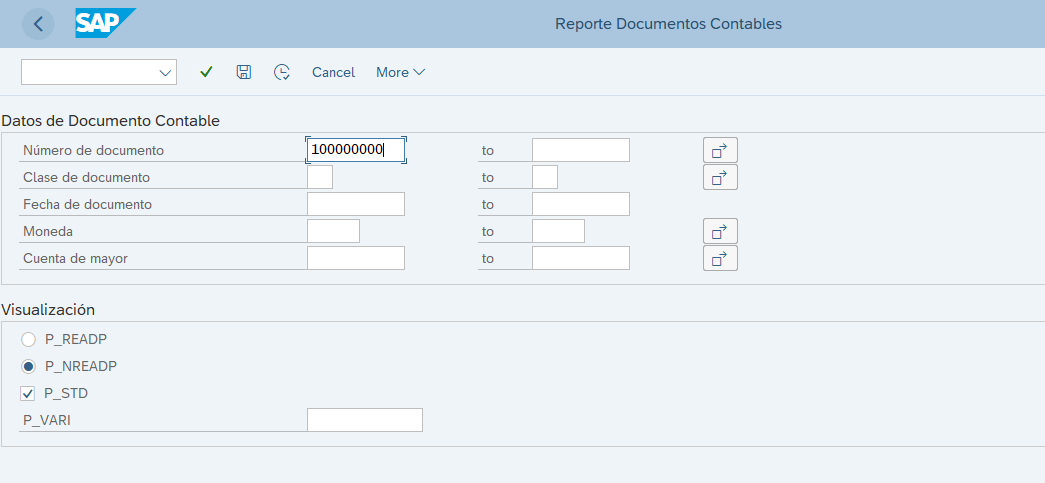 SAP Reporte Documentos Contables
Cancel More
Datos de Documento Contable
Número de documento 100000000 to
Clase de documento to
Fecha de documento to
Moneda to
Cuenta de mayor to
Visualización
P_READP
P_NREADP
P_STD
P_VARI